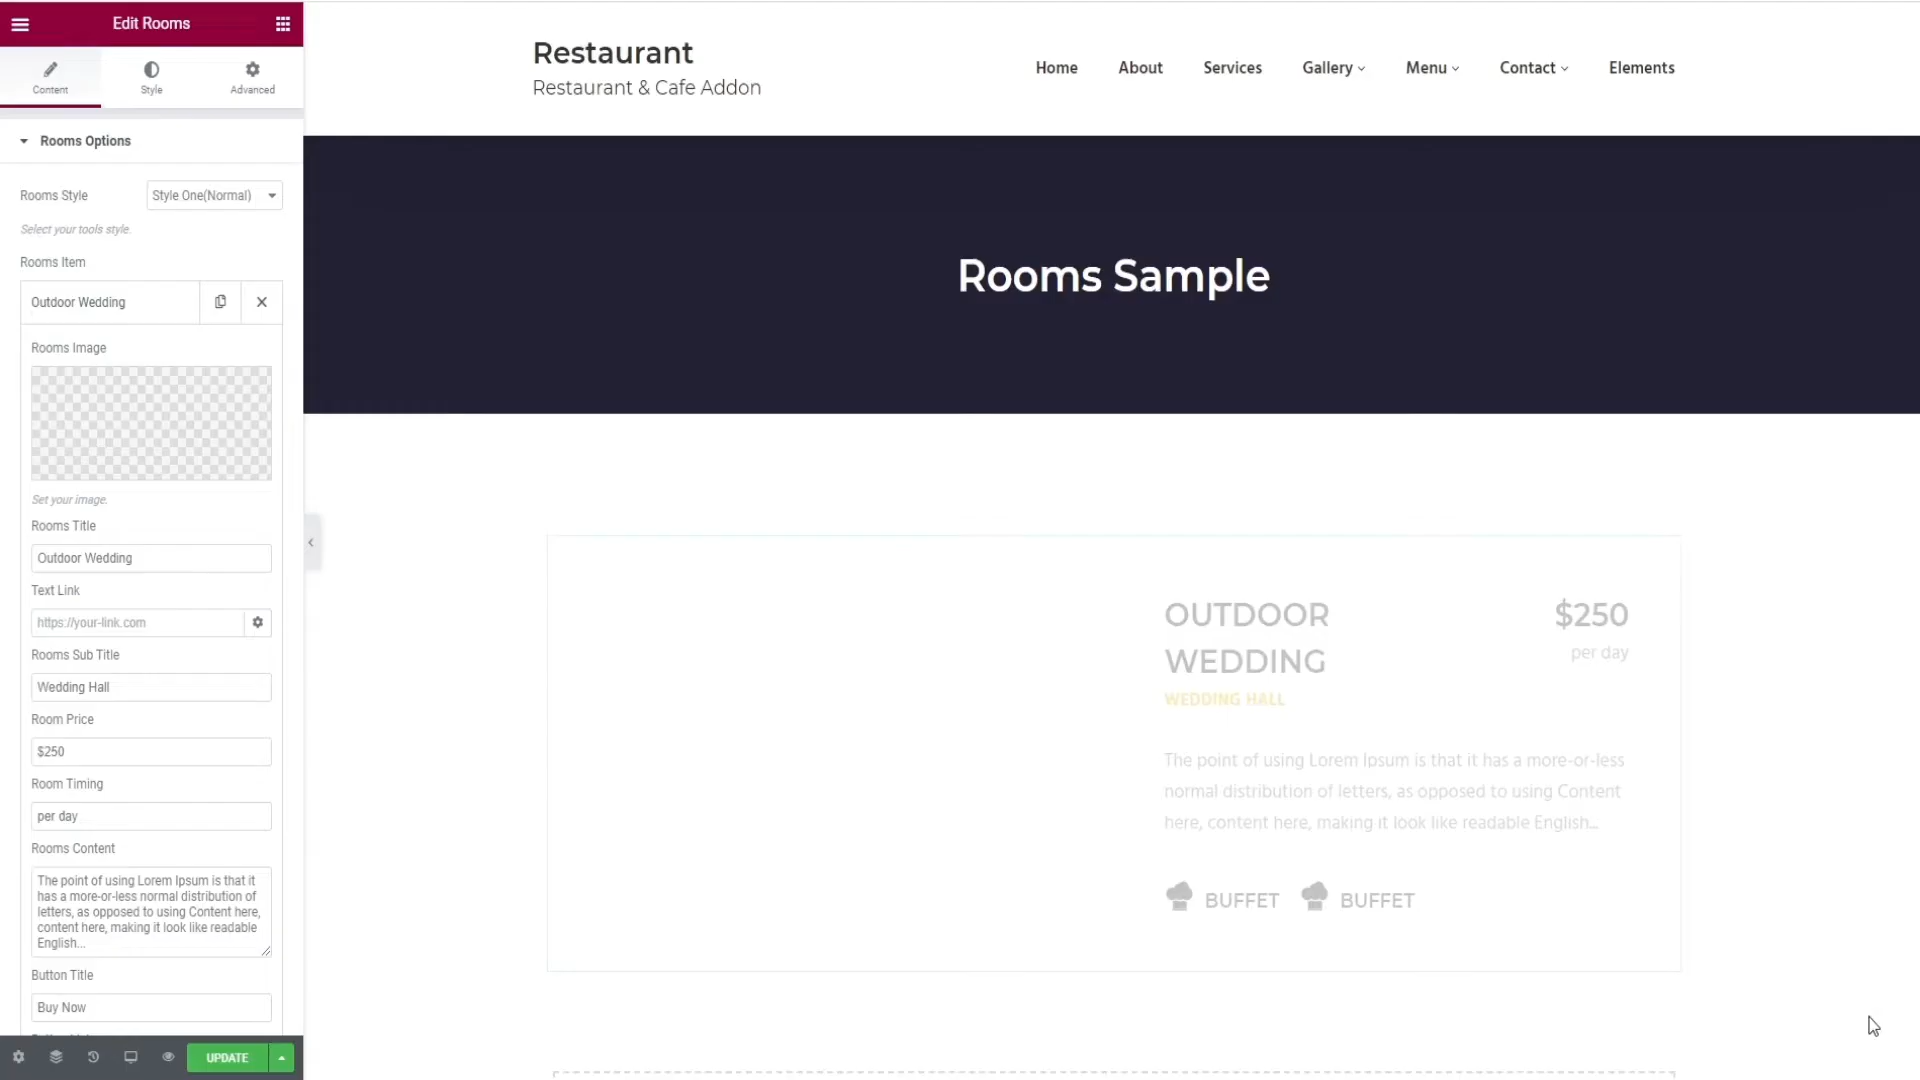 Edit Rooms
Content
Style
Advanced
Rooms Options
Rooms Style
Style One(Normal)
Select your tools style.
Rooms Item
Outdoor Wedding
Rooms Image
Set your image.
Rooms Title
Outdoor Wedding
Text Link
https://your-link.com
Rooms Sub Title
Wedding Hall
Room Price
$250
Room Timing
per day
Rooms Content
The point of using Lorem Ipsum is that it
has a more-or-less normal distribution of
letters, as opposed to using Content here,
content here, making it look like readable
English...
Button Title
Buy Now
UPDATE
Restaurant
Restaurant & Cafe Addon
Home
About
Services
Gallery
Menu
Contact
Elements
Rooms Sample
OUTDOOR
WEDDING
$250
per day
WEDDING HALL
The point of using Lorem Ipsum is that it has a more-or-less
normal distribution of letters, as opposed to using Content
here, content here, making it look like readable English...
BUFFET
BUFFET